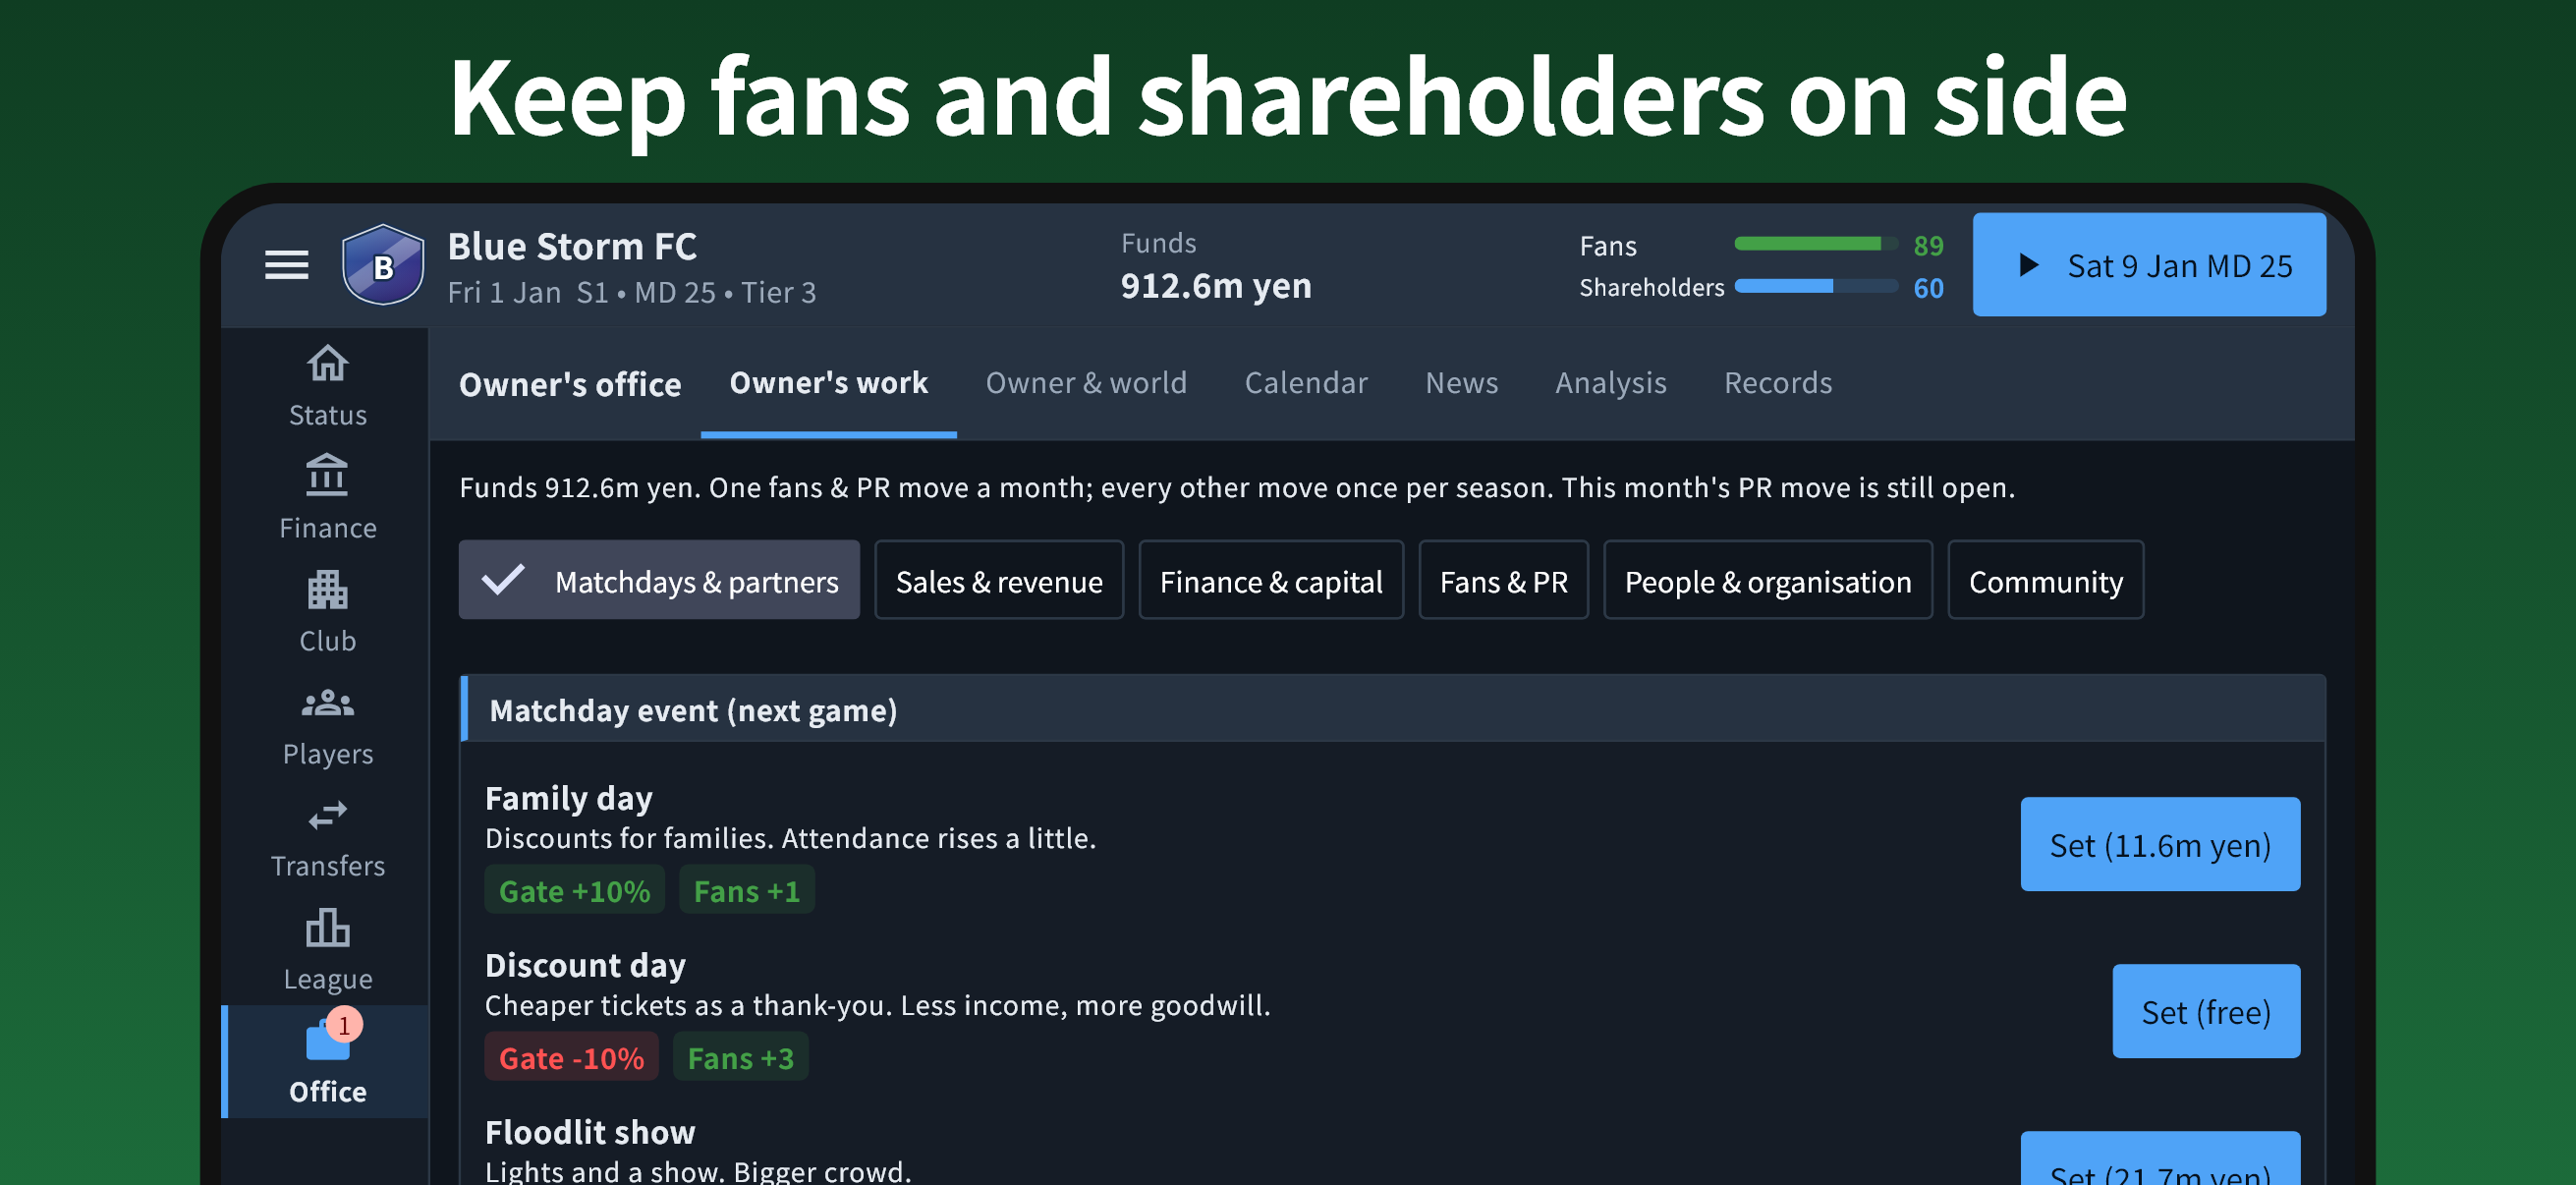 Keep fans and shareholders on side
B
Blue Storm FC
Fri 1 Jan S1 • MD 25 • Tier 3
Funds
912.6m yen
Fans 89
Shareholders 60
Sat 9 Jan MD 25
Status
Finance
Club
Players
Transfers
League
1
Office
Owner's office
Owner's work
Owner & world
Calendar
News
Analysis
Records
Funds 912.6m yen. One fans & PR move a month; every other move once per season. This month's PR move is still open.
Matchdays & partners
Sales & revenue
Finance & capital
Fans & PR
People & organisation
Community
Matchday event (next game)
Family day
Discounts for families. Attendance rises a little.
Gate +10%
Fans +1
Set (11.6m yen)
Discount day
Cheaper tickets as a thank-you. Less income, more goodwill.
Gate -10%
Fans +3
Set (free)
Floodlit show
Lights and a show. Bigger crowd.
Set (21.7m yen)